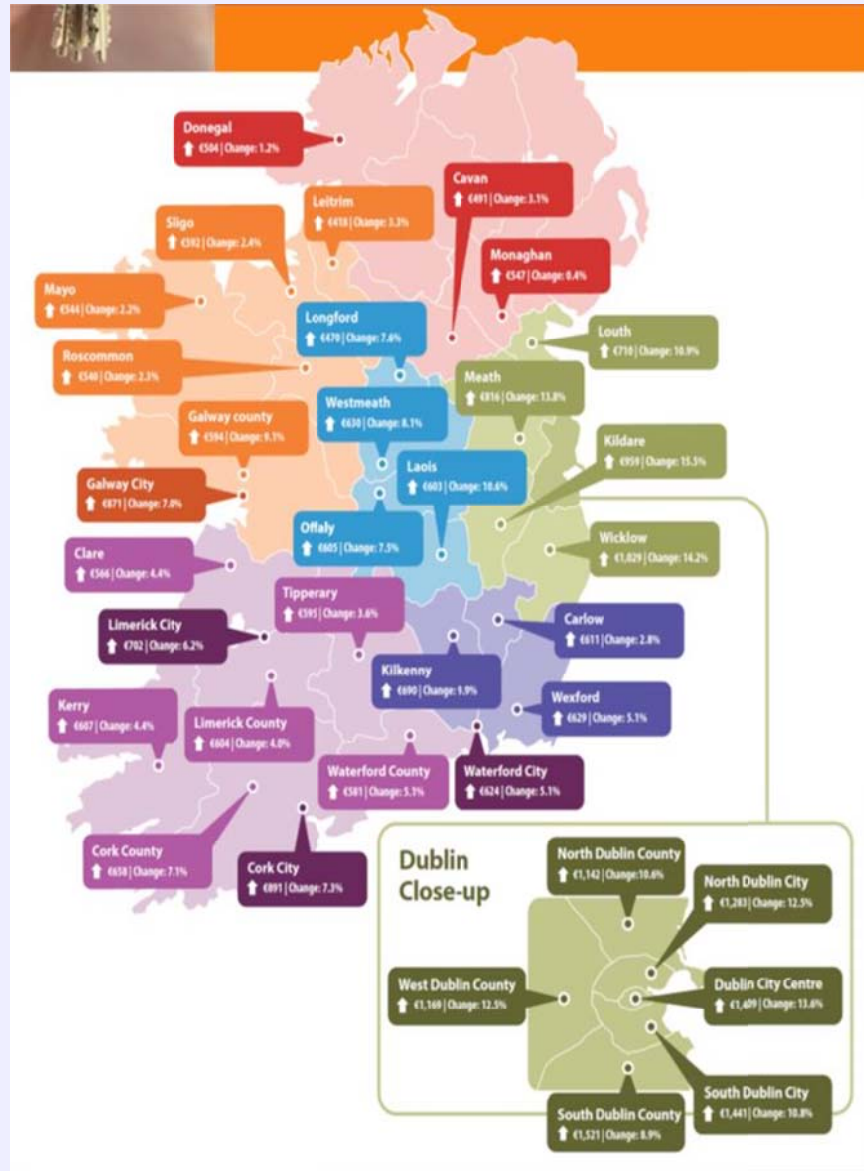 Donegal
€504 | Change: 1.2%
Cavan
€491 | Change: 3.1%
Leitrim
€418 | Change: 3.3%
Sligo
€592 | Change: 2.4%
Monaghan
€547 | Change: 0.4%
Mayo
€544 | Change: 2.2%
Longford
€470 | Change: 7.6%
Louth
€710 | Change: 10.9%
Roscommon
€540 | Change: 2.3%
Meath
€816 | Change: 13.8%
Westmeath
€630 | Change: 8.1%
Galway county
€594 | Change: 9.1%
Kildare
€959 | Change: 15.5%
Laois
€603 | Change: 10.6%
Galway City
€871 | Change: 7.0%
Offaly
€605 | Change: 7.5%
Wicklow
€1,029 | Change: 14.2%
Clare
€566 | Change: 4.4%
Tipperary
€595 | Change: 3.6%
Limerick City
€702 | Change: 6.2%
Carlow
€611 | Change: 2.8%
Kilkenny
€690 | Change: 1.9%
Kerry
€607 | Change: 4.4%
Limerick County
€604 | Change: 4.0%
Wexford
€629 | Change: 5.1%
Waterford County
€581 | Change: 5.1%
Waterford City
€624 | Change: 5.1%
Cork County
€658 | Change: 7.1%
Cork City
€891 | Change: 7.3%
Dublin
Close-up
North Dublin County
€1,142 | Change:10.6%
North Dublin City
€1,283 | Change: 12.5%
West Dublin County
€1,169 | Change: 12.5%
Dublin City Centre
€1,409 | Change: 13.6%
South Dublin City
€1,441 | Change: 10.8%
South Dublin County
€1,521 | Change: 8.9%